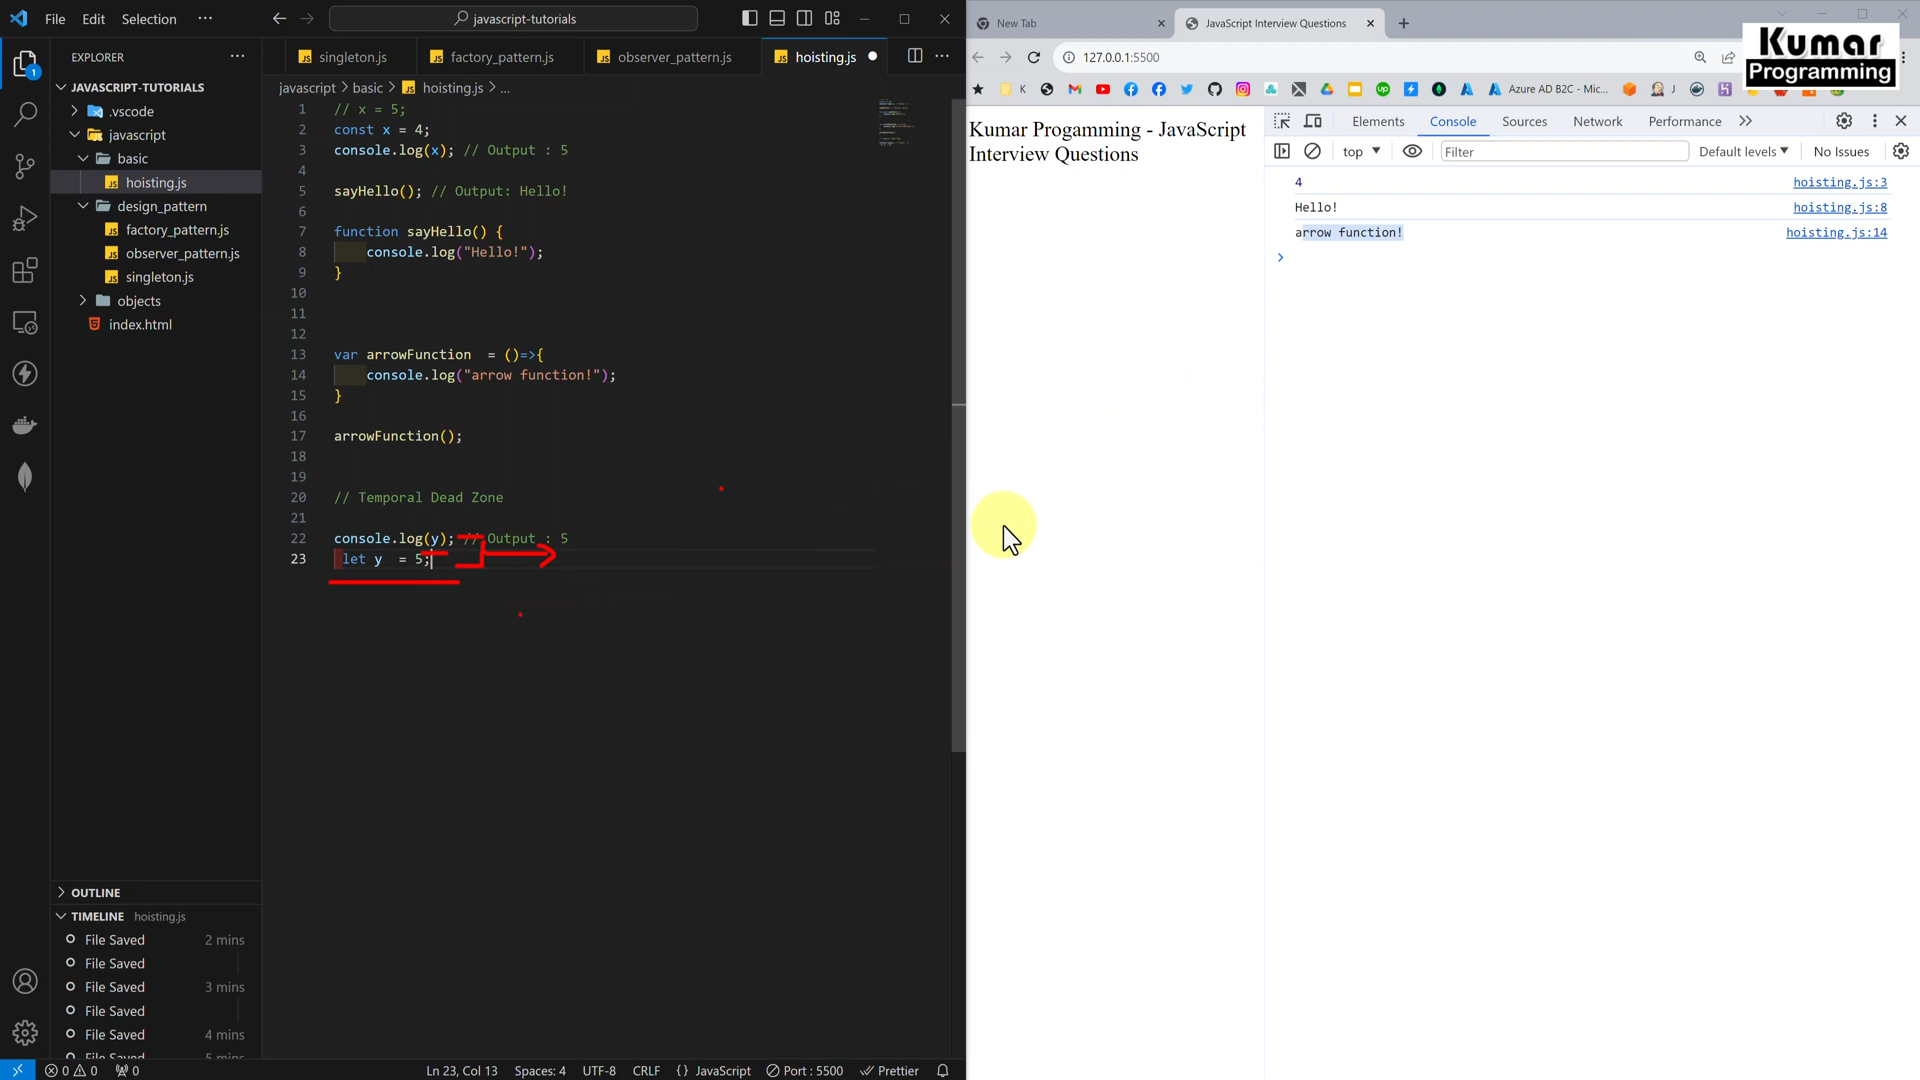 File Edit Selection ···
javascript-tutorials
EXPLORER
JAVASCRIPT-TUTORIALS
.vscode
javascript
basic
hoisting.js
design_pattern
factory_pattern.js
observer_pattern.js
singleton.js
objects
index.html
1
OUTLINE
TIMELINE hoisting.js
File Saved 2 mins
File Saved
File Saved 3 mins
File Saved
File Saved 4 mins
File Saved 5 mins
singleton.js factory_pattern.js observer_pattern.js hoisting.js
javascript > basic > hoisting.js > ...
1 // x = 5;
2 const x = 4;
3 console.log(x); // Output : 5
4
5 sayHello(); // Output: Hello!
6
7 function sayHello() {
8 console.log("Hello!");
9 }
10
11
12
13 var arrowFunction = ()=>{
14 console.log("arrow function!");
15 }
16
17 arrowFunction();
18
19
20 // Temporal Dead Zone
21
22 console.log(y); // Output : 5
23 let y = 5;
0 0 0 Ln 23, Col 13 Spaces: 4 UTF-8 CRLF {} JavaScript Port : 5500 Prettier
New Tab JavaScript Interview Questions
127.0.0.1:5500
K Azure AD B2C - Mic... J
Kumar
Programming
Kumar Progamming - JavaScript
Interview Questions
Elements Console Sources Network Performance
top Filter Default levels No Issues
4 hoisting.js:3
Hello! hoisting.js:8
arrow function! hoisting.js:14